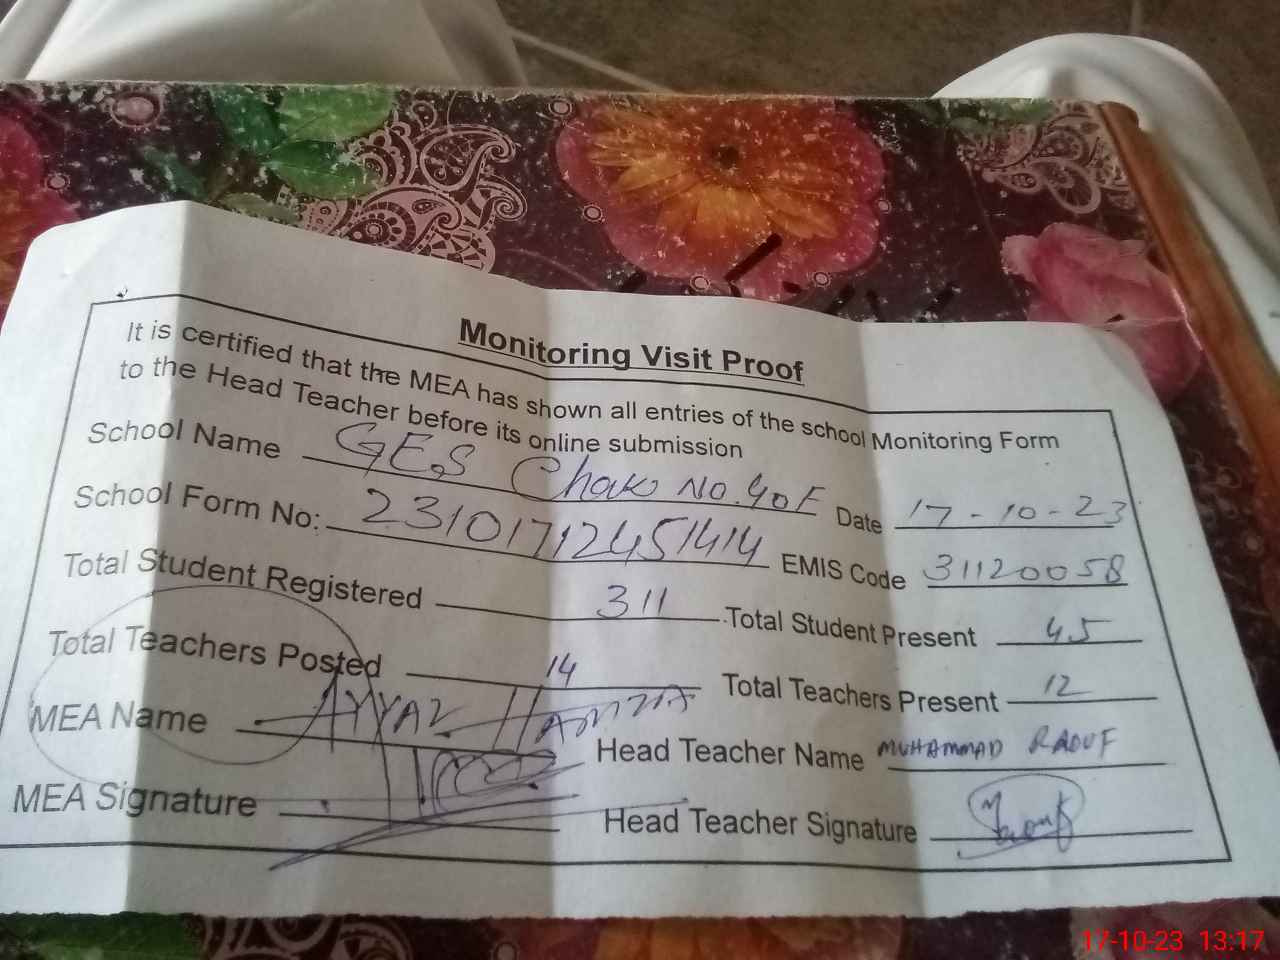 Monitoring Visit Proof
It is certified that the MEA has shown all entries of the school Monitoring Form
to the Head Teacher before its online submission
School Name GES Chak No. 40F Date 17-10-23
School Form No: 231017124451414 EMIS Code 31120058
Total Student Registered 311 Total Student Present 45
Total Teachers Posted 14 Total Teachers Present 12
MEA Name AYYAZ HAMZA Head Teacher Name MUHAMMAD RAOUF
MEA Signature Head Teacher Signature
17-10-23 13:17